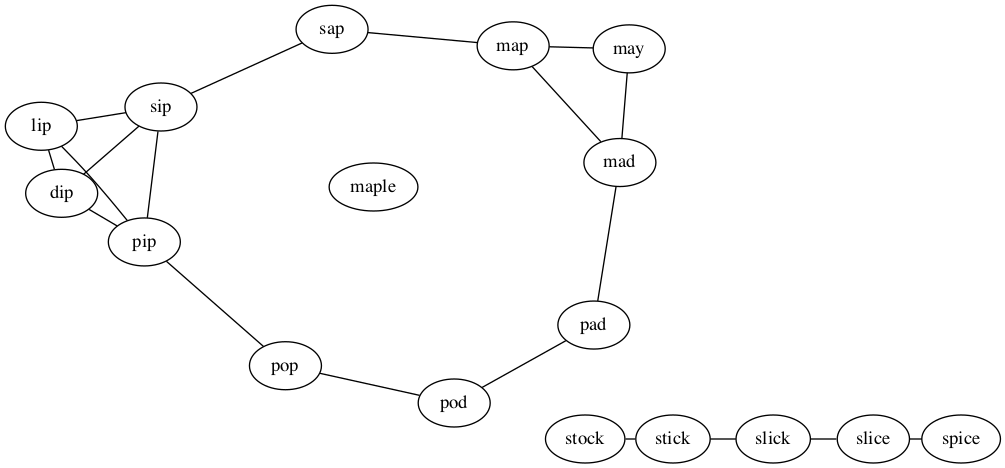 sap
map
may
sip
lip
mad
maple
dip
pip
pad
pop
pod
stock
stick
slick
slice
spice